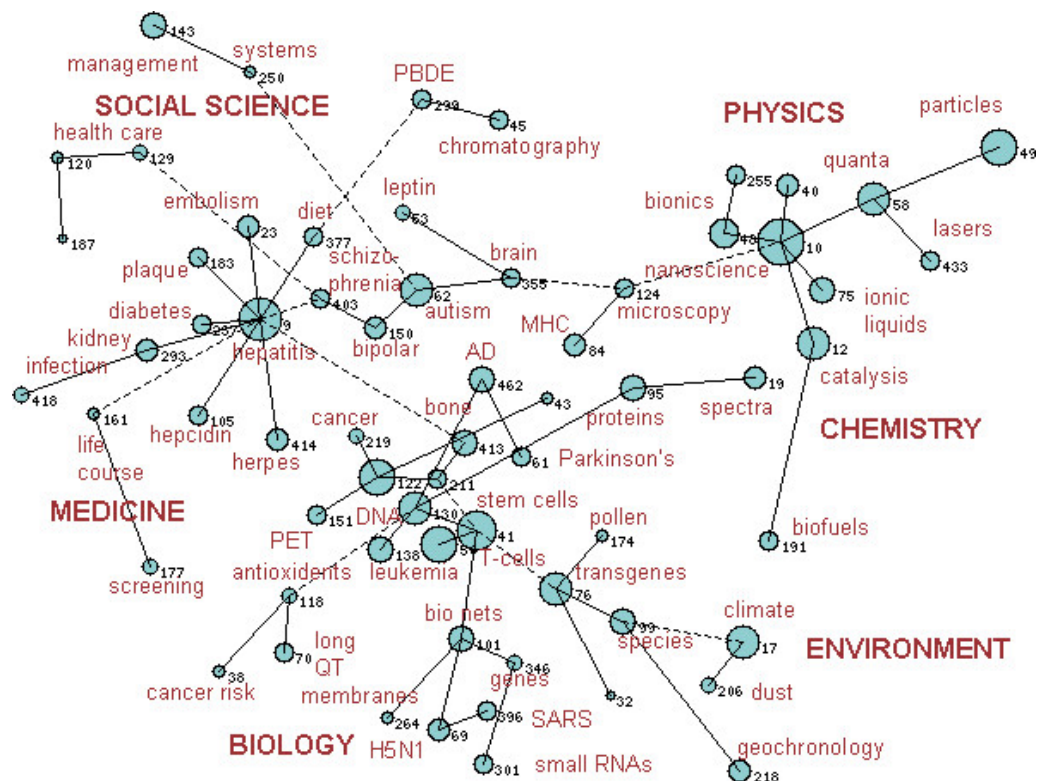 143
systems
management
250
SOCIAL SCIENCE
PBDE
299
45
chromatography
PHYSICS
particles
49
quanta
health care
120
129
187
embolism
23
diet
377
leptin
53
bionics
255
40
58
lasers
433
48
10
nanoscience
plaque
183
schizo-
phrenia
403
brain
355
62
autism
124
microscopy
75
ionic
liquids
diabetes
237
9
hepatitis
150
bipolar
MHC
84
12
catalysis
kidney
293
infection
418
AD
462
161
life
course
105
hepcidin
414
herpes
cancer
219
bone
413
43
95
proteins
19
spectra
CHEMISTRY
61
Parkinson's
122
211
MEDICINE
151
PET
DNA
130
stem cells
41
138
leukemia
T-cells
pollen
174
191
biofuels
177
screening
antioxidents
118
76
transgenes
bio nets
101
99
species
climate
17
ENVIRONMENT
70
long
QT
38
cancer risk
membranes
264
346
genes
32
206
dust
BIOLOGY
H5N1
69
396
SARS
301
small RNAs
geochronology
218